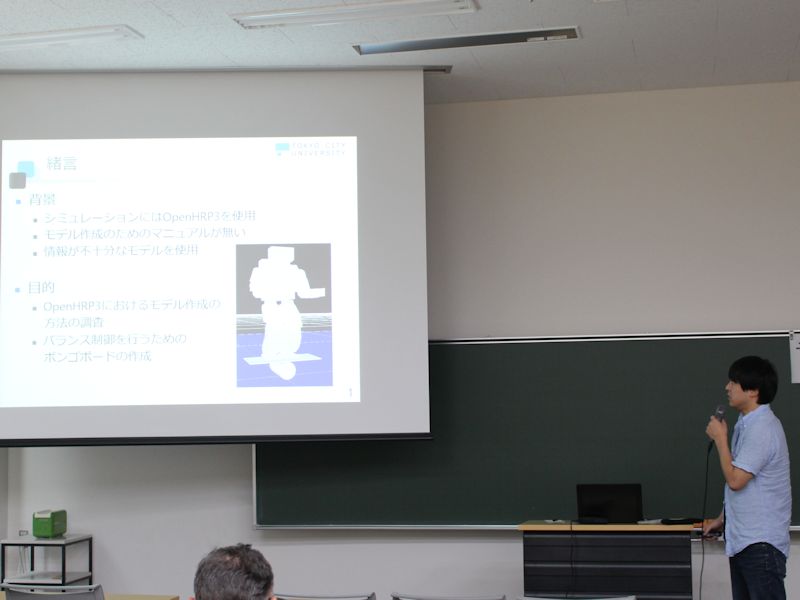 緒言
TOKYO CITY
UNIVERSITY
背景
シミュレーションにはOpenHRP3を使用
モデル作成のためのマニュアルが無い
情報が不十分なモデルを使用
目的
OpenHRP3におけるモデル作成の
方法の調査
バランス制御を行うための
ボンゴボードの作成
1